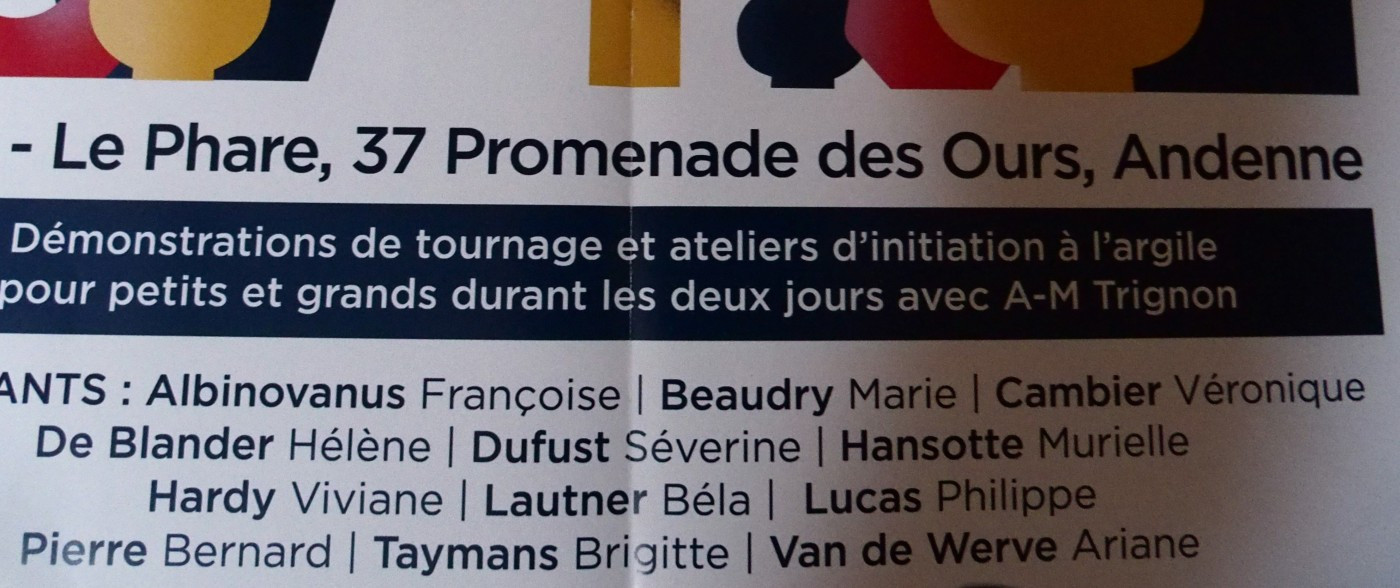 - Le Phare, 37 Promenade des Ours, Andenne
Démonstrations de tournage et ateliers d'initiation à l'argile
pour petits et grands durant les deux jours avec A-M Trignon
ANTS : Albinovanus Françoise | Beaudry Marie | Cambier Véronique
De Blander Hélène | Dufust Séverine | Hansotte Murielle
Hardy Viviane | Lautner Béla | Lucas Philippe
Pierre Bernard | Taymans Brigitte | Van de Werve Ariane